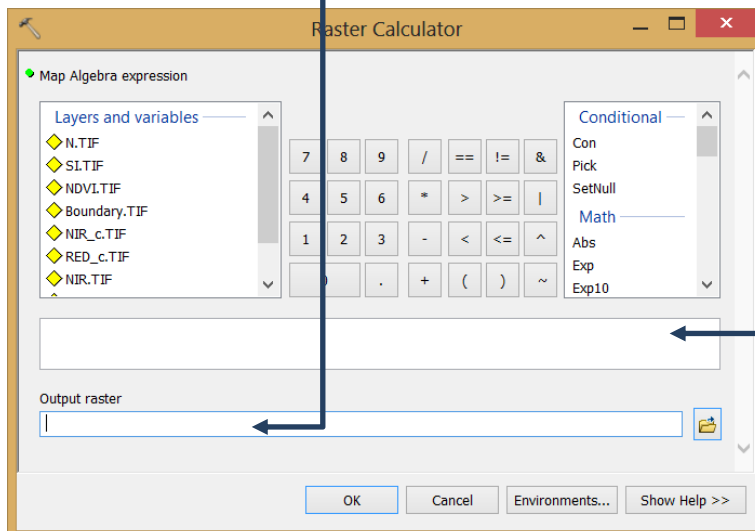 Raster Calculator
Map Algebra expression
Layers and variables
N.TIF
SI.TIF
NDVI.TIF
Boundary.TIF
NIR_c.TIF
RED_c.TIF
NIR.TIF
7 8 9 / == != &
4 5 6 * > >= |
1 2 3 - < <= ^
. + ( ) ~
Conditional
Con
Pick
SetNull
Math
Abs
Exp
Exp10
Output raster
OK Cancel Environments... Show Help >>